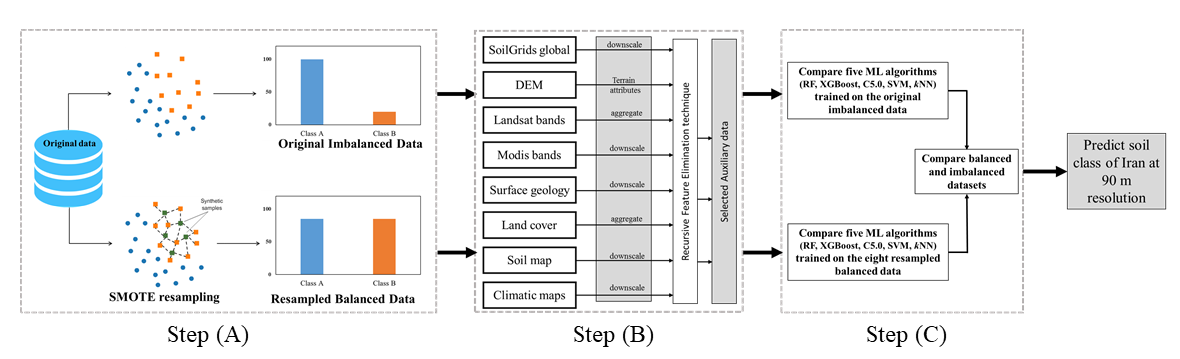 Original data
Synthetic
samples
SMOTE resampling
100
50
0
Class A
Class B
Original Imbalanced Data
100
50
0
Class A
Class B
Resampled Balanced Data
Step (A)
SoilGrids global
DEM
Landsat bands
Modis bands
Surface geology
Land cover
Soil map
Climatic maps
downscale
Terrain
attributes
aggregate
downscale
downscale
aggregate
downscale
downscale
Recursive Feature Elimination technique
Selected Auxiliary data
Step (B)
Compare five ML algorithms
(RF, XGBoost, C5.0, SVM, kNN)
trained on the original
imbalanced data
Compare balanced
and imbalanced
datasets
Compare five ML algorithms
(RF, XGBoost, C5.0, SVM, kNN)
trained on the eight resampled
balanced data
Step (C)
Predict soil
class of Iran at
90 m
resolution